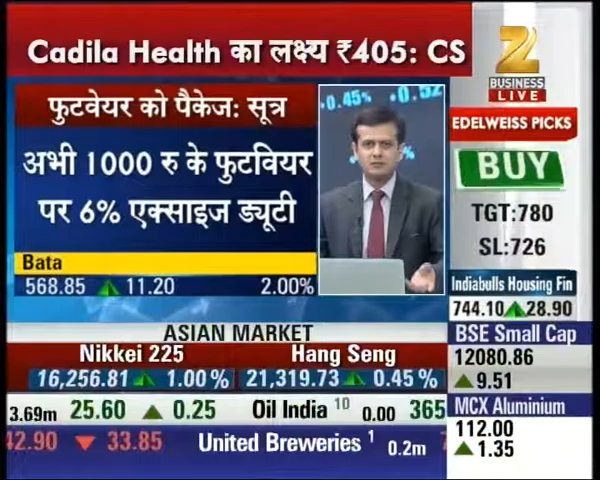 Cadila Health का लक्ष्य ₹405: CS
फुटवेयर को पैकेज: सूत्र
अभी 1000 रु के फुटवियर
पर 6% एक्साइज ड्यूटी
Bata
568.85 11.20 2.00%
0.45% 0.52
Z
BUSINESS
LIVE
EDELWEISS PICKS
BUY
TGT:780
SL:726
Indiabulls Housing Fin
744.10 28.90
BSE Small Cap
12080.86
9.51
MCX Aluminium
112.00
1.35
ASIAN MARKET
Nikkei 225 Hang Seng
16,256.81 1.00% 21,319.73 0.45%
3.69m 25.60 0.25 Oil India 10 0.00 365
42.90 33.85 United Breweries 1 0.2m